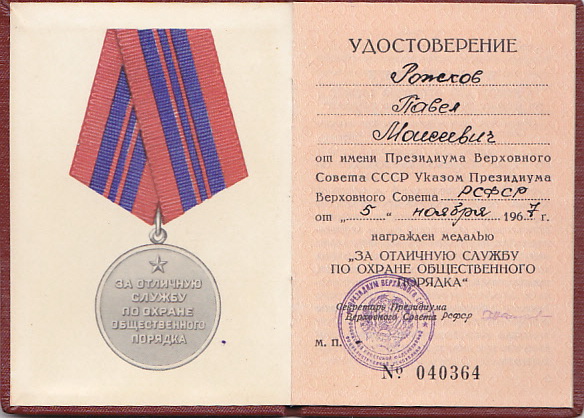 ЗА ОТЛИЧНУЮ
СЛУЖБУ
ПО ОХРАНЕ
ОБЩЕСТВЕННОГО
ПОРЯДКА
УДОСТОВЕРЕНИЕ
Рожков
Павел
Моисеевич
от имени Президиума Верховного
Совета СССР Указом Президиума
Верховного Совета РСФСР
от „5“ ноября 1967 г.
награжден медалью
„ЗА ОТЛИЧНУЮ СЛУЖБУ
ПО ОХРАНЕ ОБЩЕСТВЕННОГО
ПОРЯДКА“
Секретарь Президиума
Верховного Совета РСФСР
М. П.
№ 040364